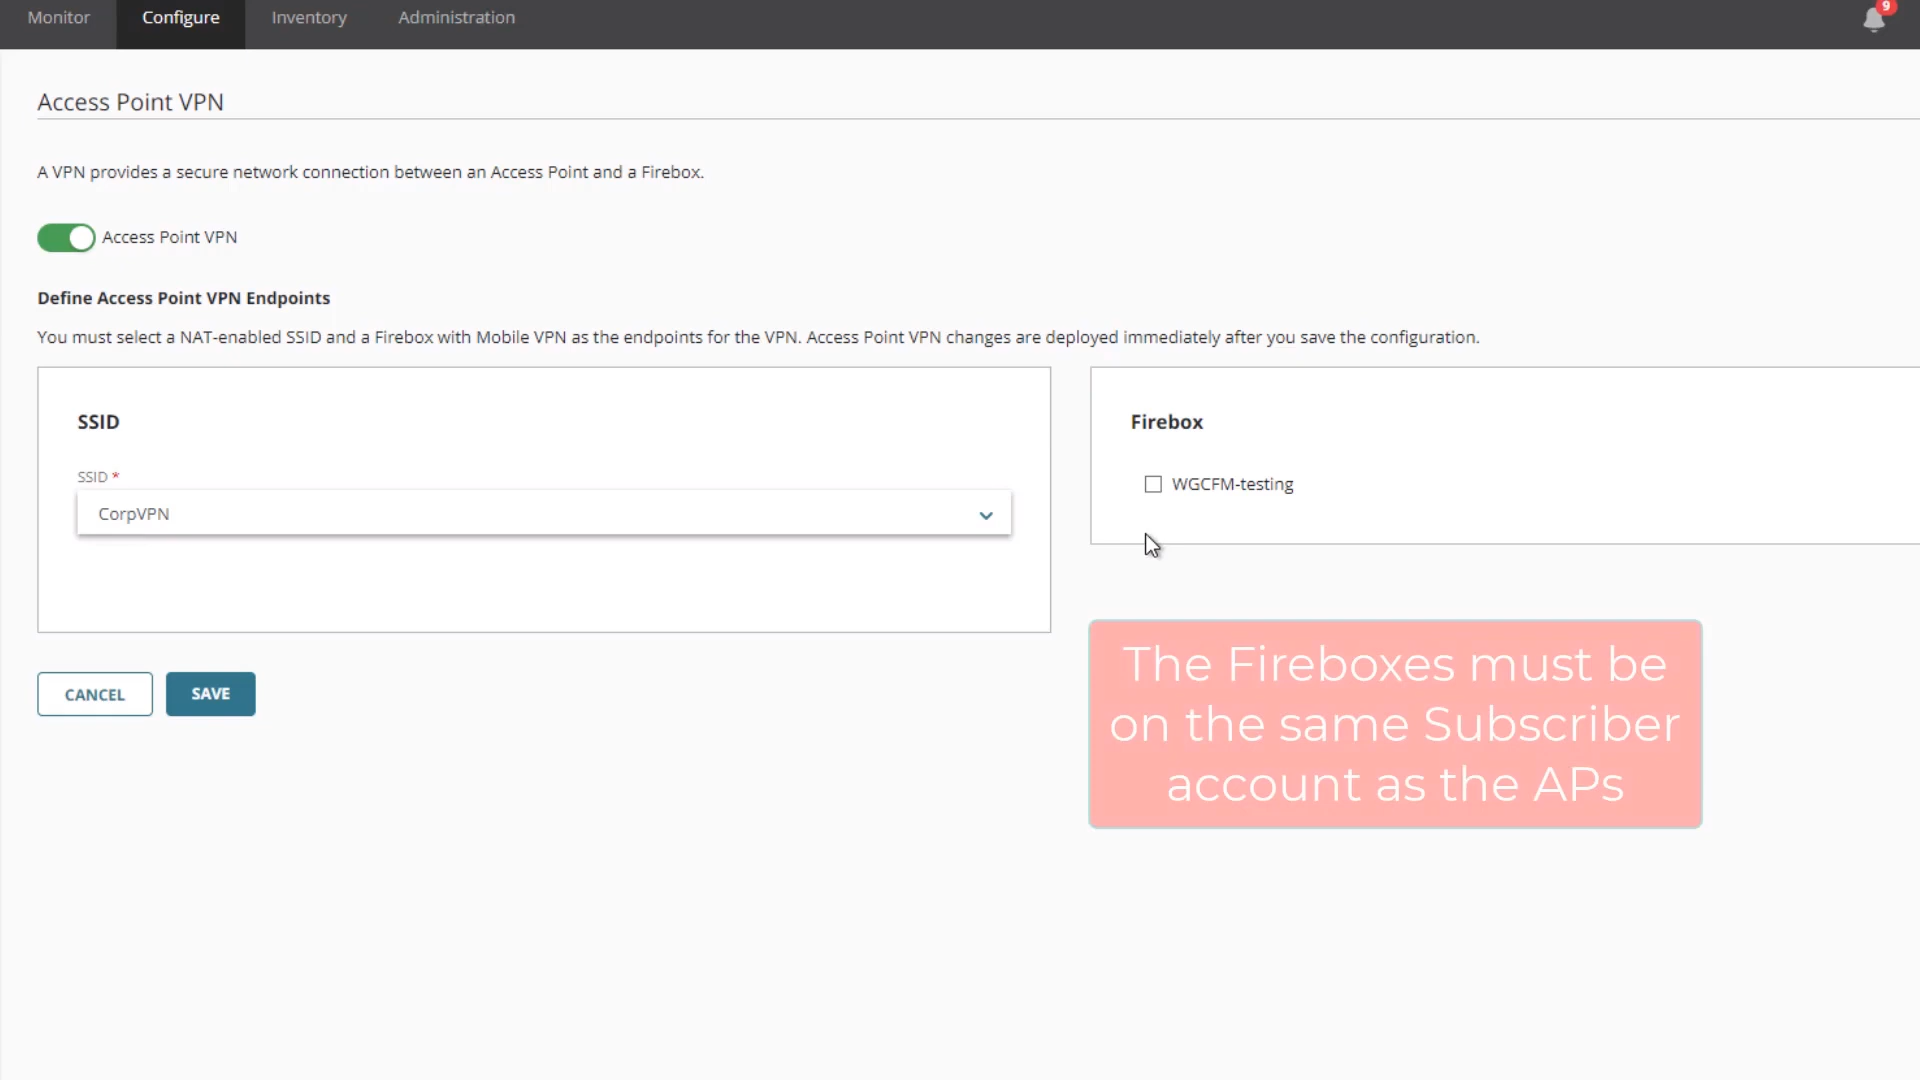 Monitor
Configure
Inventory
Administration
9
Access Point VPN
A VPN provides a secure network connection between an Access Point and a Firebox.
Access Point VPN
Define Access Point VPN Endpoints
You must select a NAT-enabled SSID and a Firebox with Mobile VPN as the endpoints for the VPN. Access Point VPN changes are deployed immediately after you save the configuration.
SSID
SSID *
CorpVPN
Firebox
WGCFM-testing
CANCEL
SAVE
The Fireboxes must be
on the same Subscriber
account as the APs